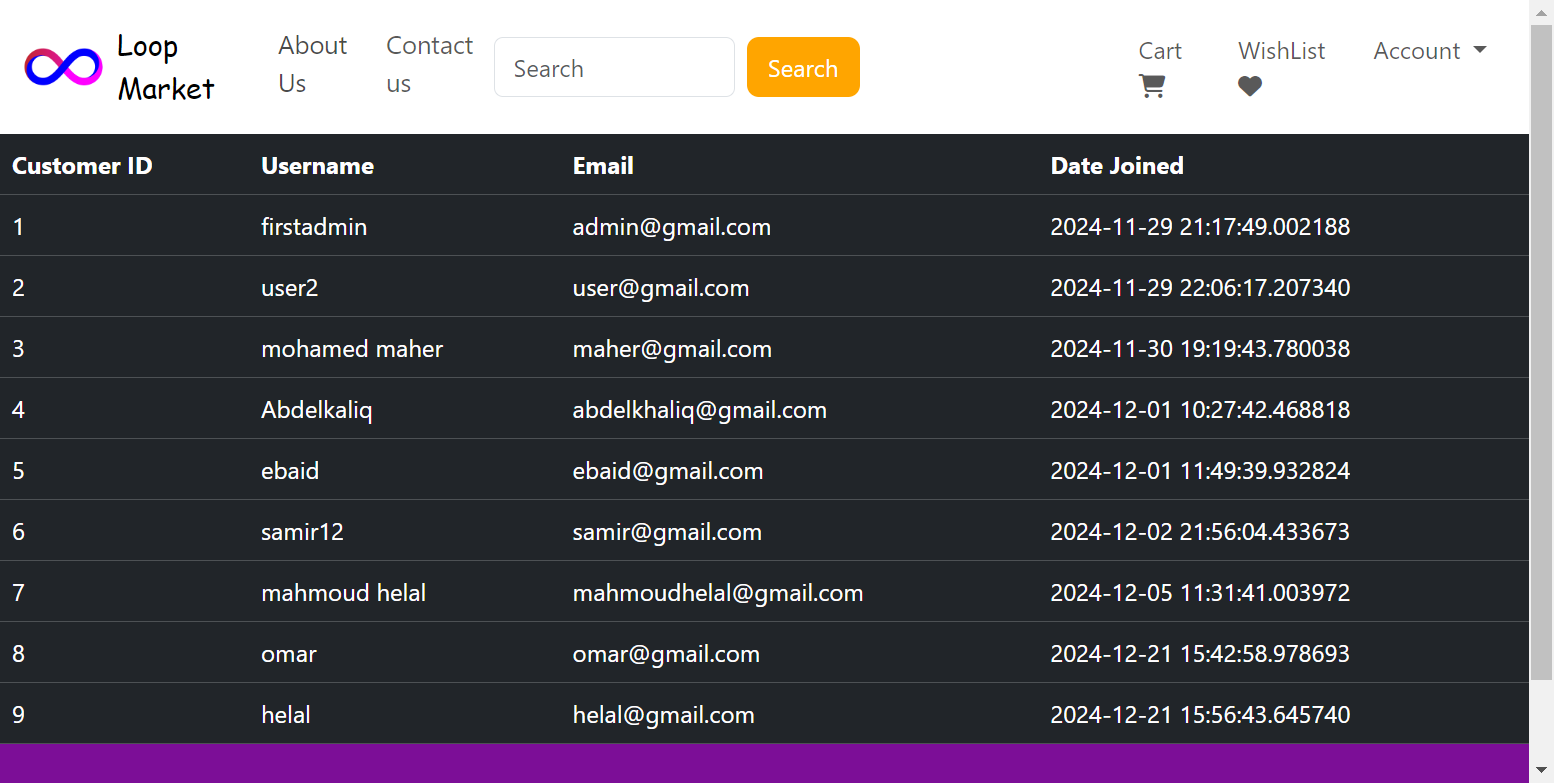 Loop
Market
About
Us
Contact
us
Search
Search
Cart
WishList
Account
Customer ID Username Email Date Joined
1 firstadmin admin@gmail.com 2024-11-29 21:17:49.002188
2 user2 user@gmail.com 2024-11-29 22:06:17.207340
3 mohamed maher maher@gmail.com 2024-11-30 19:19:43.780038
4 Abdelkaliq abdelkhaliq@gmail.com 2024-12-01 10:27:42.468818
5 ebaid ebaid@gmail.com 2024-12-01 11:49:39.932824
6 samir12 samir@gmail.com 2024-12-02 21:56:04.433673
7 mahmoud helal mahmoudhelal@gmail.com 2024-12-05 11:31:41.003972
8 omar omar@gmail.com 2024-12-21 15:42:58.978693
9 helal helal@gmail.com 2024-12-21 15:56:43.645740